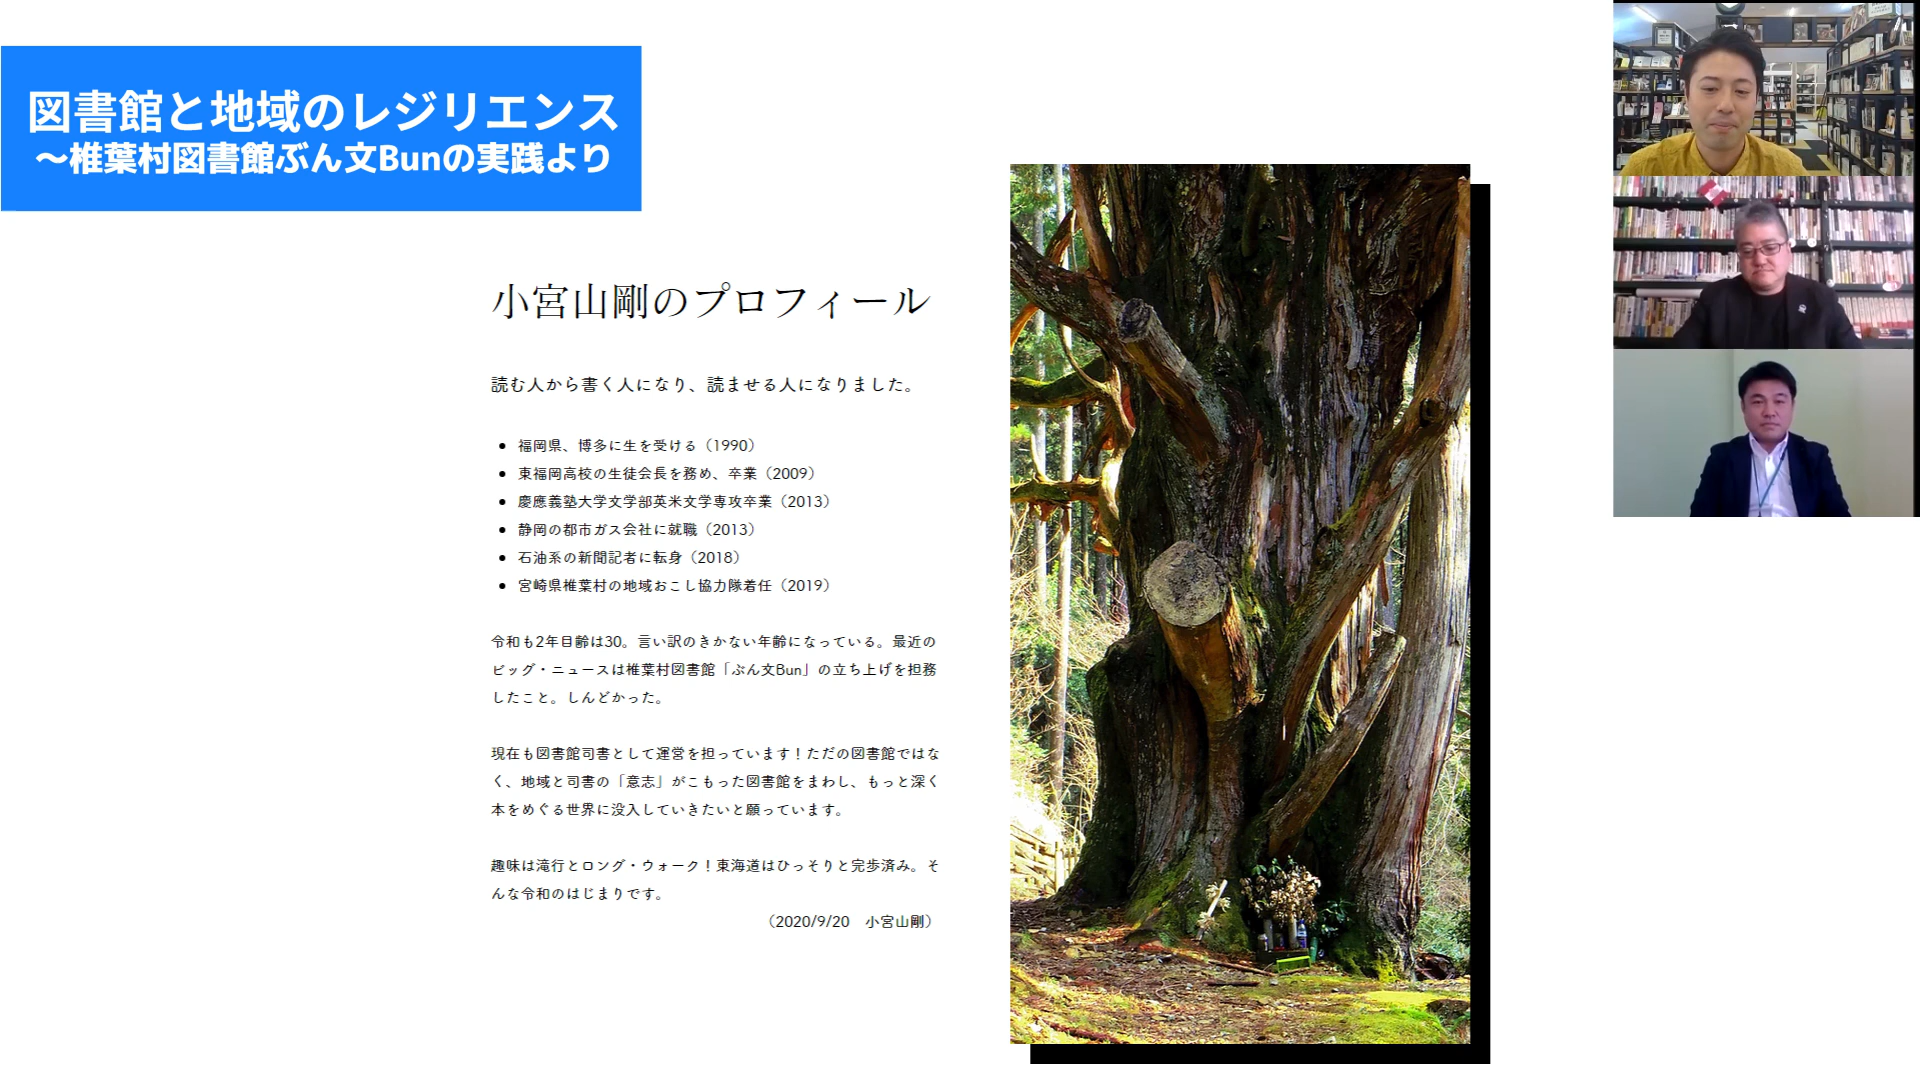 図書館と地域のレジリエンス
～椎葉村図書館ぶん文Bunの実践より
小宮山剛のプロフィール
読む人から書く人になり、読ませる人になりました。
● 福岡県、博多に生を受ける（1990）
● 東福岡高校の生徒会長を務め、卒業（2009）
● 慶應義塾大学文学部英米文学専攻卒業（2013）
● 静岡の都市ガス会社に就職（2013）
● 石油系の新聞記者に転身（2018）
● 宮崎県椎葉村の地域おこし協力隊着任（2019）
令和も2年目齢は30。言い訳のきかない年齢になっている。最近の
ビッグ・ニュースは椎葉村図書館「ぶん文Bun」の立ち上げを担務
したこと。しんどかった。
現在も図書館司書として運営を担っています！ただの図書館ではな
く、地域と司書の「意志」がこもった図書館をまわし、もっと深く
本をめぐる世界に没入していきたいと願っています。
趣味は滝行とロング・ウォーク！東海道はひっそりと完歩済み。そ
んな令和のはじまりです。
（2020/9/20　小宮山剛）